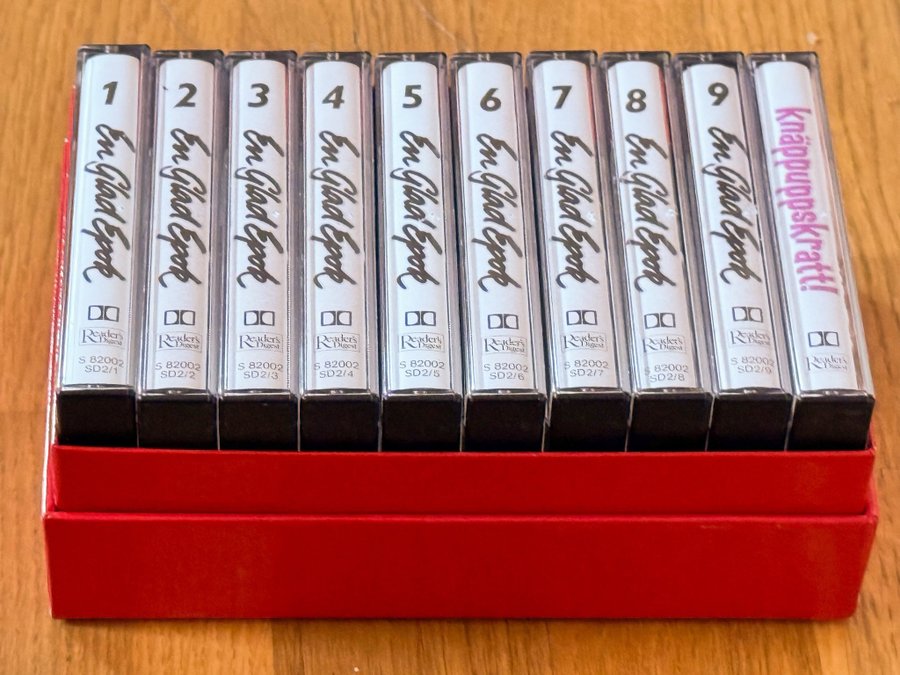 1
En Glad Epok
Reader's
Digest
S 82002
SD2/1
2
En Glad Epok
Reader's
Digest
S 82002
SD2/2
3
En Glad Epok
Reader's
Digest
S 82002
SD2/3
4
En Glad Epok
Reader's
Digest
S 82002
SD2/4
5
En Glad Epok
Reader's
Digest
S 82002
SD2/5
6
En Glad Epok
Reader's
Digest
S 82002
SD2/6
7
En Glad Epok
Reader's
Digest
S 82002
SD2/7
8
En Glad Epok
Reader's
Digest
S 82002
SD2/8
9
En Glad Epok
Reader's
Digest
S 82002
SD2/9
knäppuppskratt!
Reader's
Digest